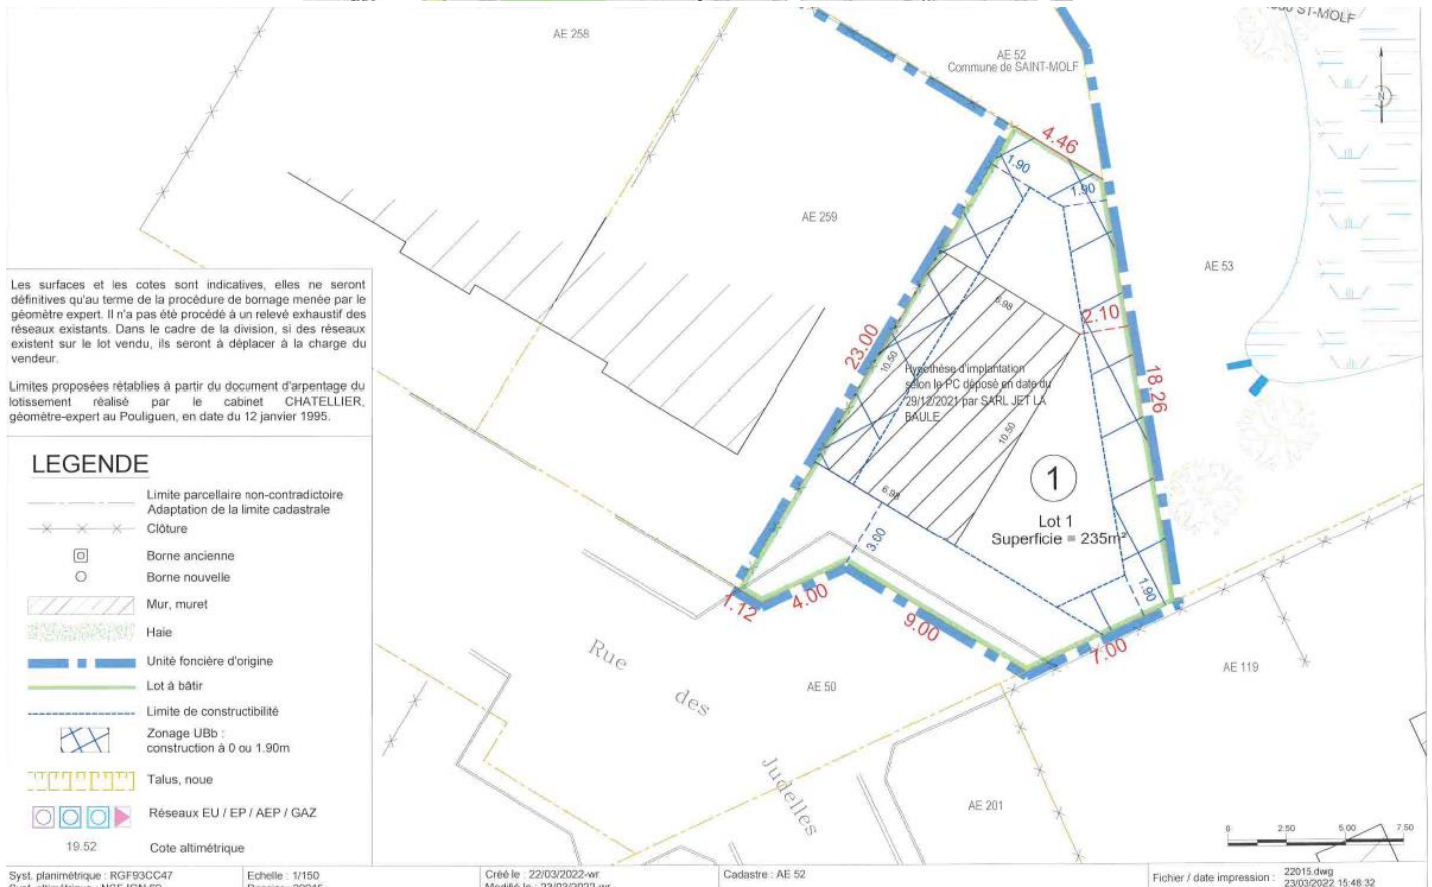 AE 258
AE 52
Commune de SAINT-MOLF
ST-MOLF
N
4.46
1.90
1.90
AE 259
AE 53
Les surfaces et les cotes sont indicatives, elles ne seront
définitives qu'au terme de la procédure de bornage menée par le
géomètre expert. Il n'a pas été procédé à un relevé exhaustif des
réseaux existants. Dans le cadre de la division, si des réseaux
existent sur le lot vendu, ils seront à déplacer à la charge du
vendeur.
Limites proposées rétablies à partir du document d'arpentage du
lotissement réalisé par le cabinet CHATELLIER,
géomètre-expert au Pouliguen, en date du 12 janvier 1995.
6.98
2.10
23.00
10.50
Hypothèse d'implantation
selon le PC déposé en date du
29/12/2021 par SARL JET LA
BAULE
18.26
10.50
6.98
1
Lot 1
Superficie = 235m²
3.00
1.90
1.12
4.00
9.00
7.00
Rue
des
Judelles
AE 50
AE 119
AE 201
LEGENDE
Limite parcellaire non-contradictoire
Adaptation de la limite cadastrale
Clôture
Borne ancienne
Borne nouvelle
Mur, muret
Haie
Unité foncière d'origine
Lot à bâtir
Limite de constructibilité
Zonage UBb :
construction à 0 ou 1.90m
Talus, noue
Réseaux EU / EP / AEP / GAZ
19.52 Cote altimétrique
0 2.50 5.00 7.50
Syst. planimétrique : RGF93CC47
Echelle : 1/150
Créé le : 22/03/2022-wr
Cadastre : AE 52
Fichier / date impression : 22015.dwg
23/03/2022 15:46:32